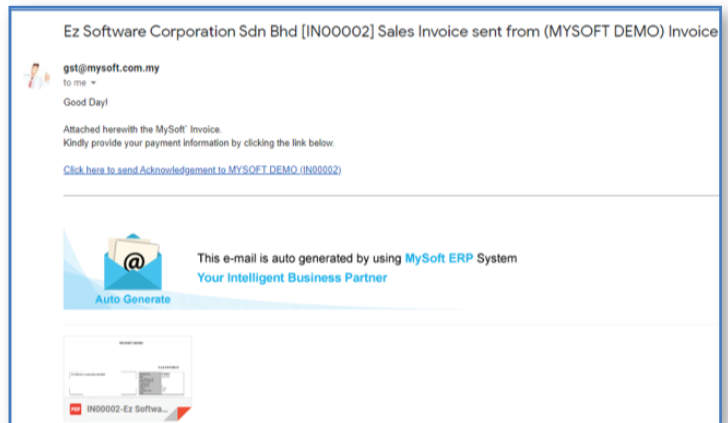 Ez Software Corporation Sdn Bhd [IN00002] Sales Invoice sent from (MYSOFT DEMO) Invoice
gst@mysoft.com.my
to me
Good Day!
Attached herewith the MySoft' Invoice.
Kindly provide your payment information by clicking the link below.
Click here to send Acknowledgement to MYSOFT DEMO (IN00002)
@
This e-mail is auto generated by using MySoft ERP System
Your Intelligent Business Partner
Auto Generate
PDF IN00002-Ez Softwa...